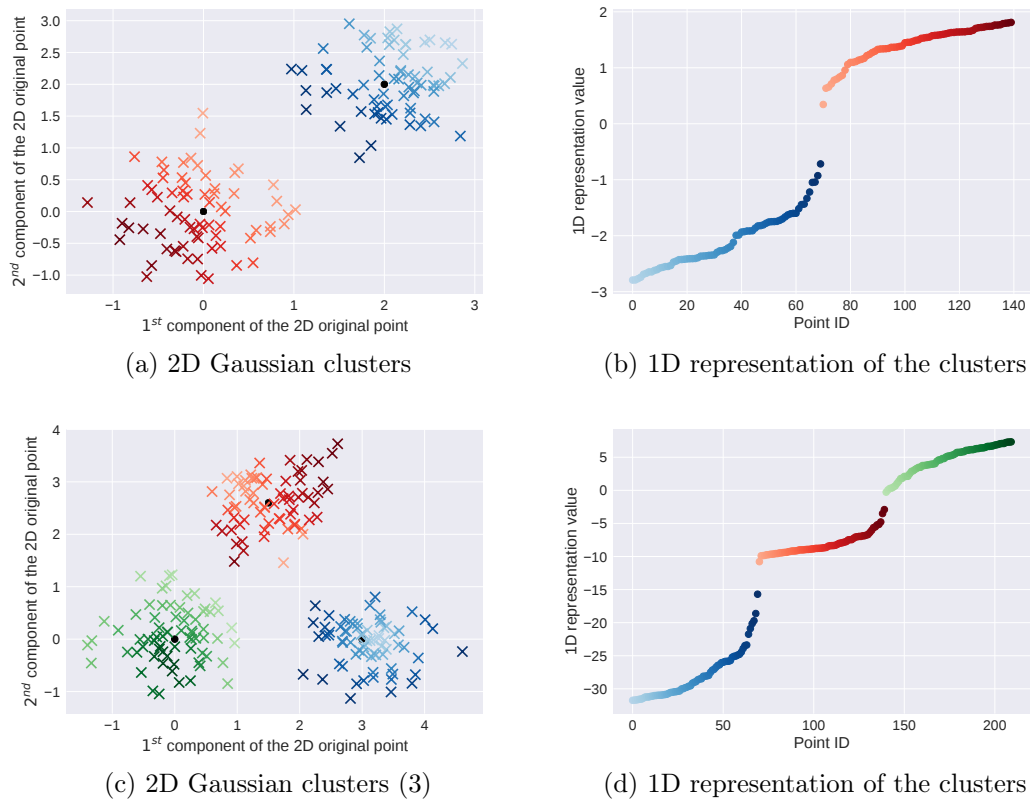 3.0
2.5
2.0
1.5
1.0
0.5
0.0
−0.5
−1.0
2nd component of the 2D original point
−1 0 1 2 3
1st component of the 2D original point
(a) 2D Gaussian clusters
2
1
0
−1
−2
−3
1D representation value
0 20 40 60 80 100 120 140
Point ID
(b) 1D representation of the clusters
4
3
2
1
0
−1
2nd component of the 2D original point
−1 0 1 2 3 4
1st component of the 2D original point
(c) 2D Gaussian clusters (3)
5
0
−5
−10
−15
−20
−25
−30
1D representation value
0 50 100 150 200
Point ID
(d) 1D representation of the clusters